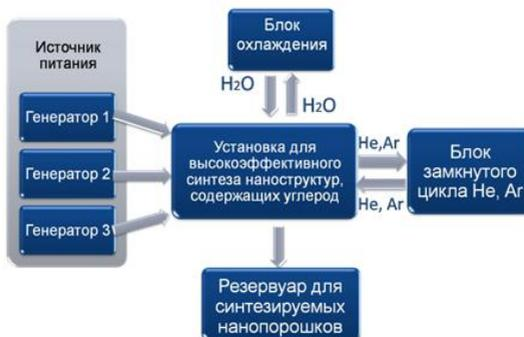 Источник
питания
Генератор 1
Генератор 2
Генератор 3
Блок
охлаждения
H₂O
H₂O
Установка для
высокоэффективного
синтеза наноструктур,
содержащих углерод
He,Ar
He, Ar
Блок
замкнутого
цикла He, Ar
Резервуар для
синтезируемых
нанопорошков